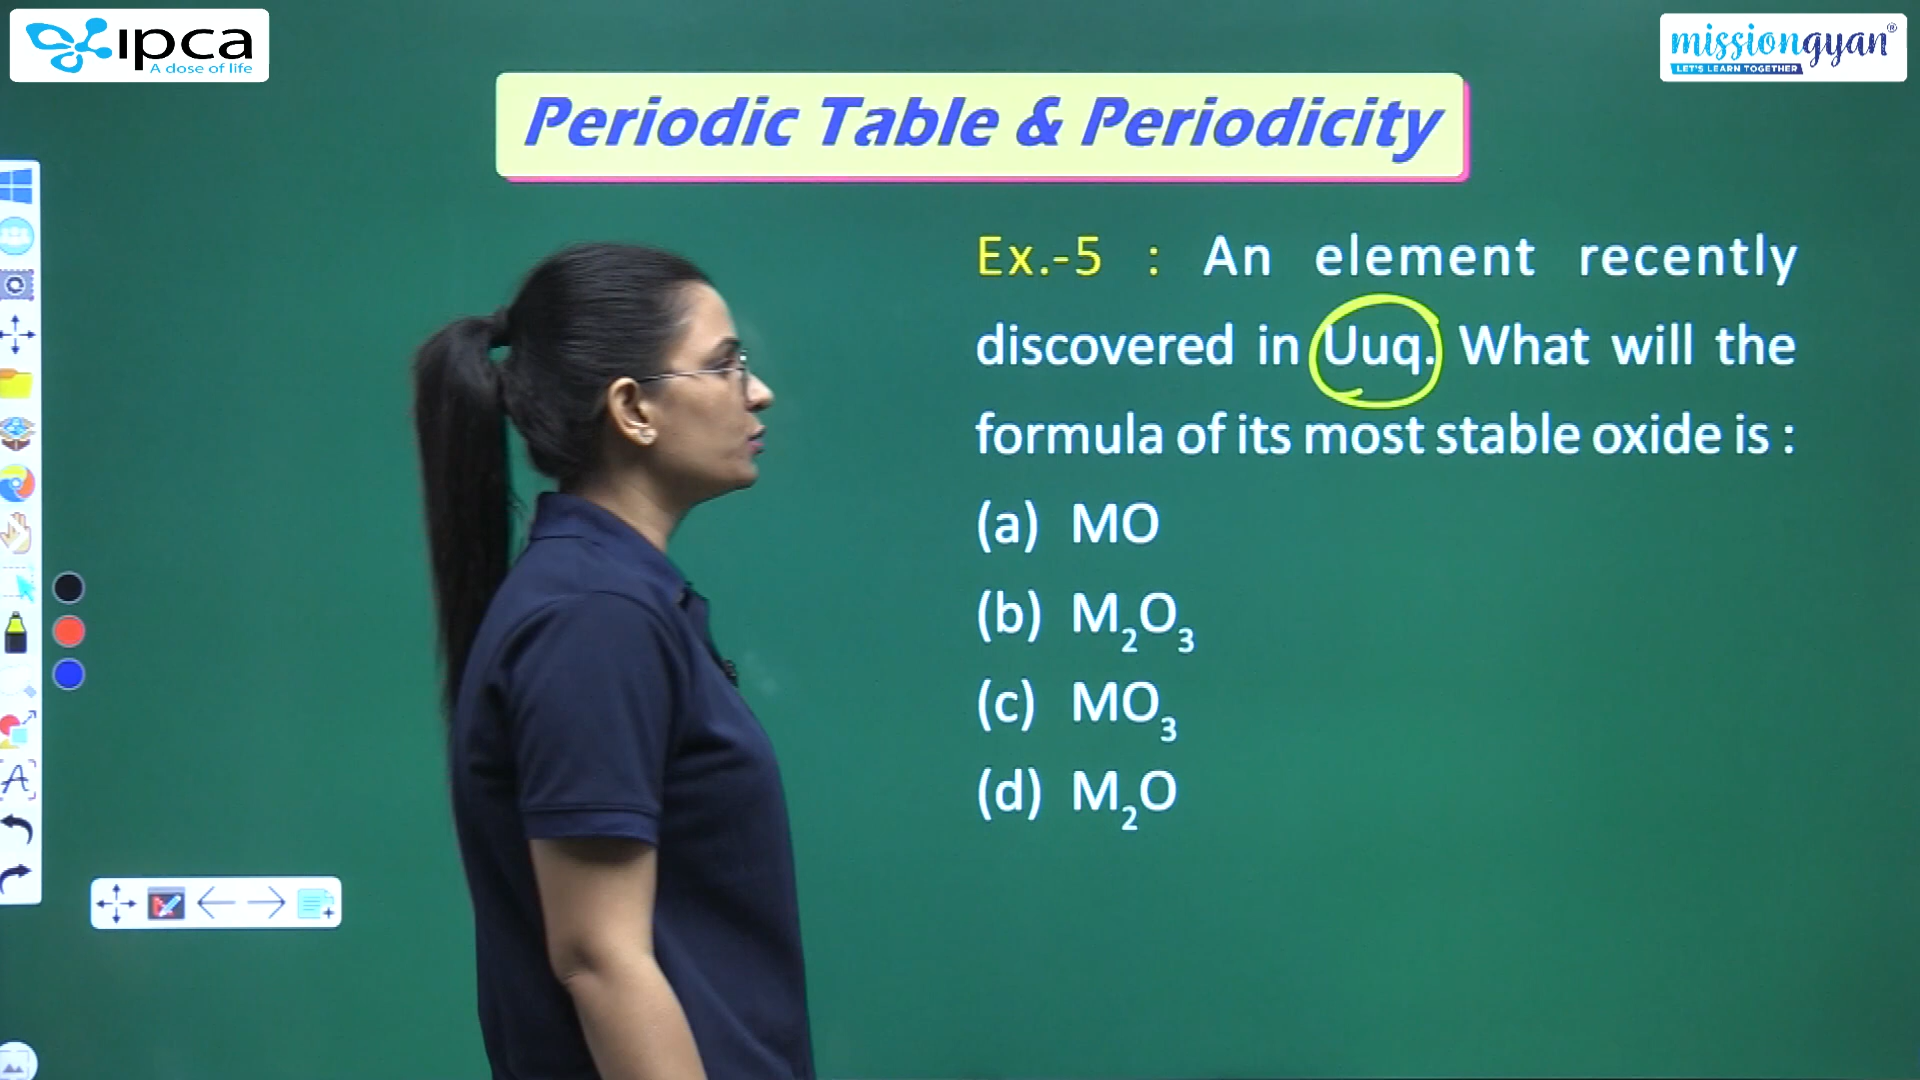 ipca
A dose of life
missiongyan®
LET'S LEARN TOGETHER
Periodic Table & Periodicity
Ex.-5 : An element recently
discovered in Uuq. What will the
formula of its most stable oxide is :
(a) MO
(b) M₂O₃
(c) MO₃
(d) M₂O
A